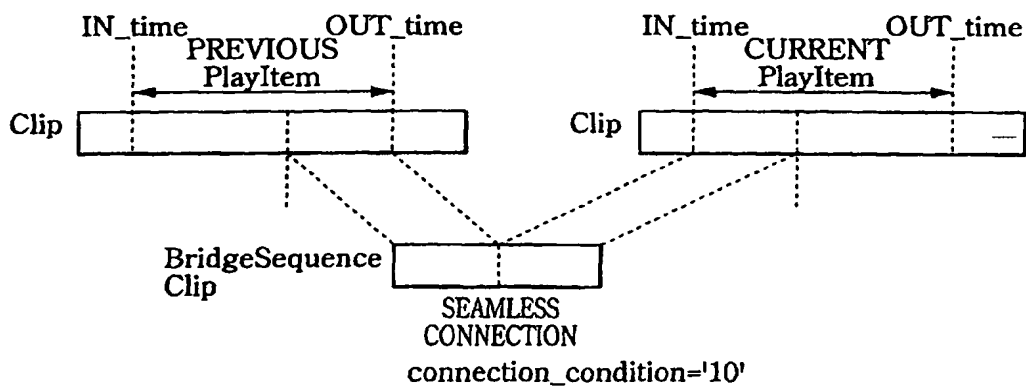 IN_time OUT_time IN_time OUT_time
PREVIOUS CURRENT
PlayItem PlayItem
Clip Clip
BridgeSequence
Clip
SEAMLESS
CONNECTION
connection_condition='10'